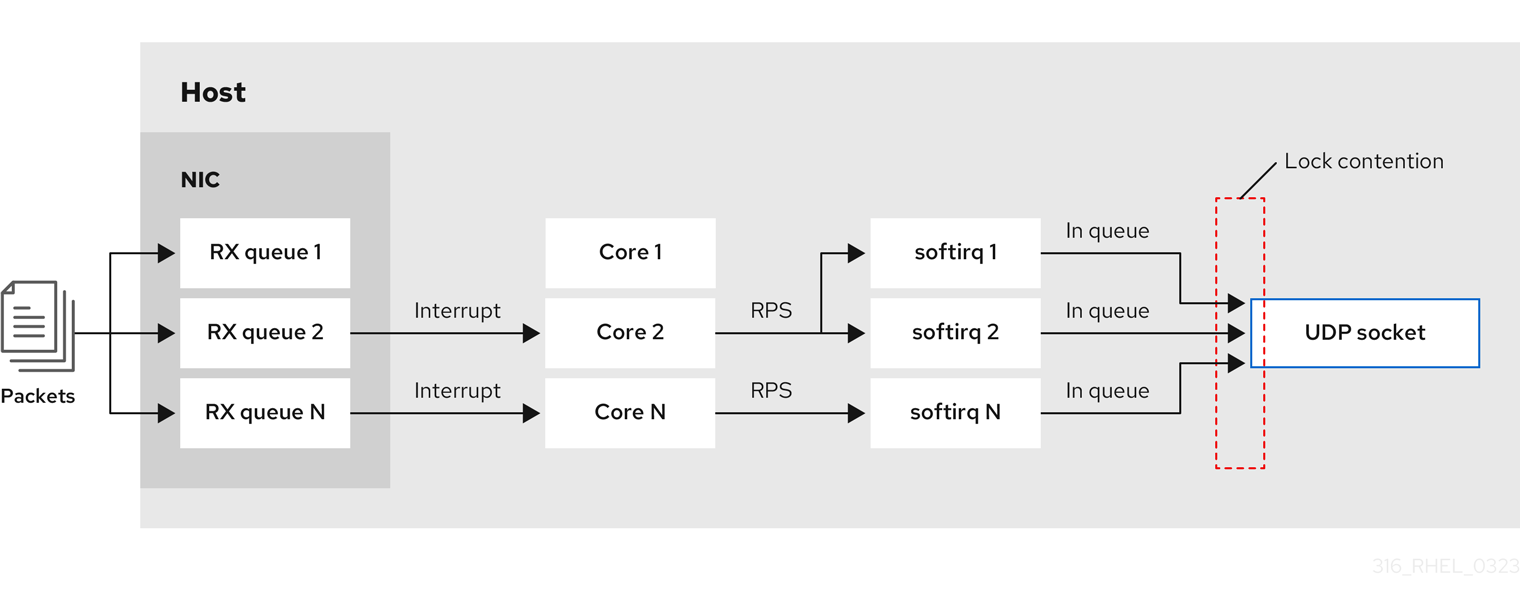 Host
NIC
Lock contention
RX queue 1
Core 1
softirq 1
In queue
Packets
RX queue 2
Interrupt
Core 2
RPS
softirq 2
In queue
UDP socket
RX queue N
Interrupt
Core N
RPS
softirq N
In queue
316_RHEL_0323